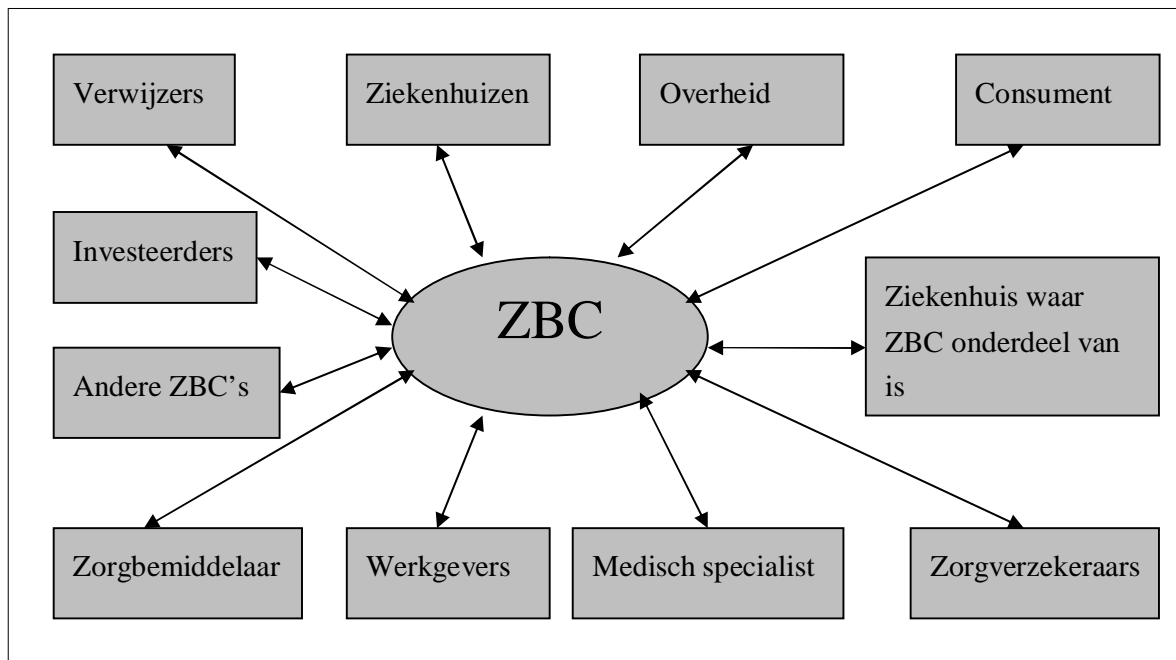 Verwijzers
Ziekenhuizen
Overheid
Consument
Investeerders
ZBC
Ziekenhuis waar
ZBC onderdeel van
is
Andere ZBC’s
Zorgbemiddelaar
Werkgevers
Medisch specialist
Zorgverzekeraars